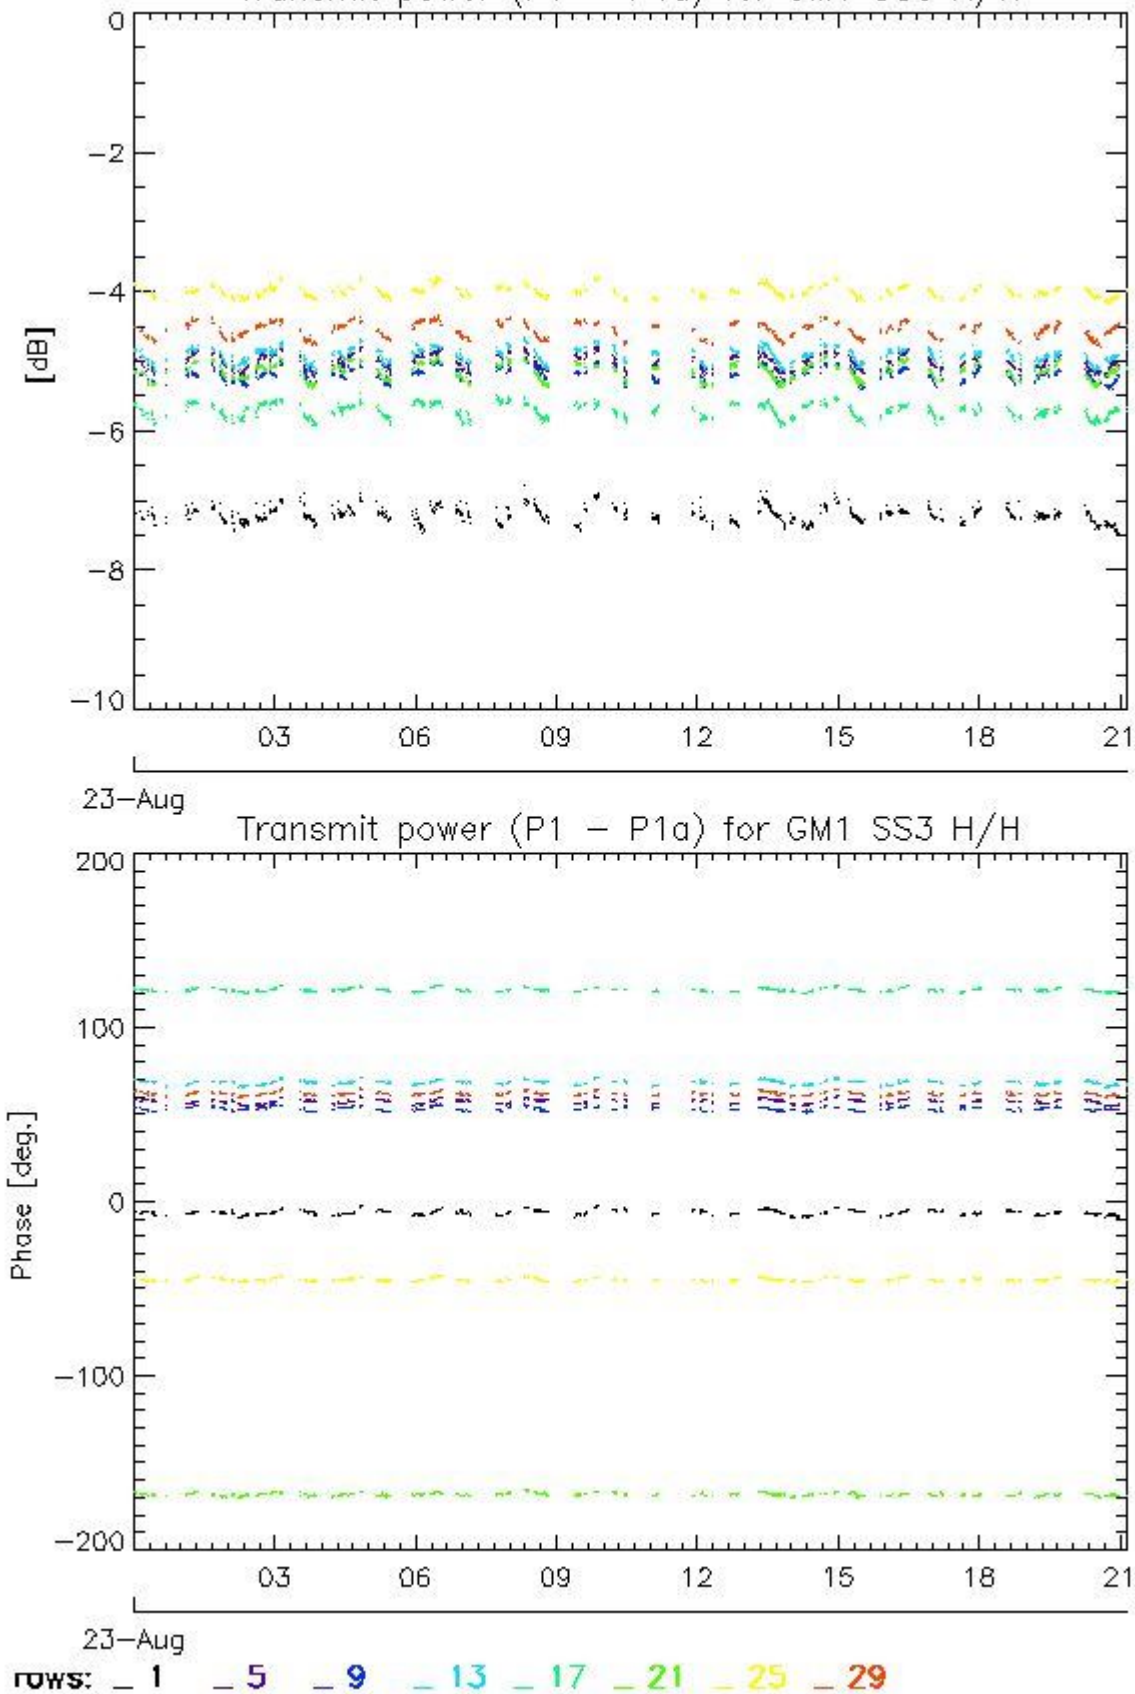 0
−2
−4
−6
−8
−10
[dB]
03 06 09 12 15 18 21
23−Aug
Transmit power (P1 − P1a) for GM1 SS3 H/H
200
100
0
−100
−200
Phase [deg.]
03 06 09 12 15 18 21
23−Aug
rows: _ 1 _ 5 _ 9 _ 13 _ 17 _ 21 _ 25 _ 29